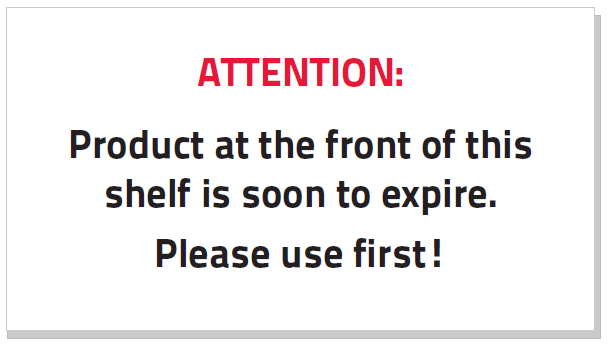 ATTENTION:
Product at the front of this
shelf is soon to expire.
Please use first!